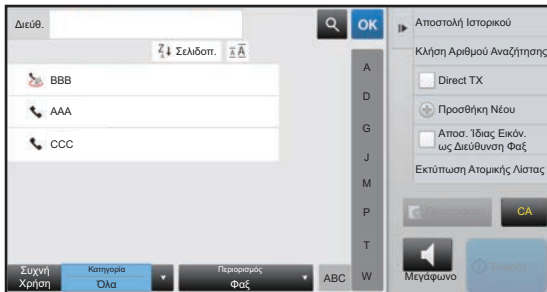 Διεύθ.
OK
Σελιδοπ.
BBB
AAA
CCC
A
D
G
J
M
P
T
W
Συχνή
Χρήση
Κατηγορία
Όλα
Περιορισμός
Φαξ
ABC
Αποστολή Ιστορικού
Κλήση Αριθμού Αναζήτησης
Direct TX
Προσθήκη Νέου
Αποσ. Ίδιας Εικόν.
ως Διεύθυνση Φαξ
Εκτύπωση Ατομικής Λίστας
CA
Μεγάφωνο
Έναρξη